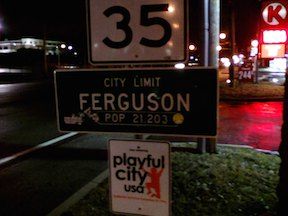 35
CITY LIMIT
FERGUSON
POP 21,203
playful
city
usa
K